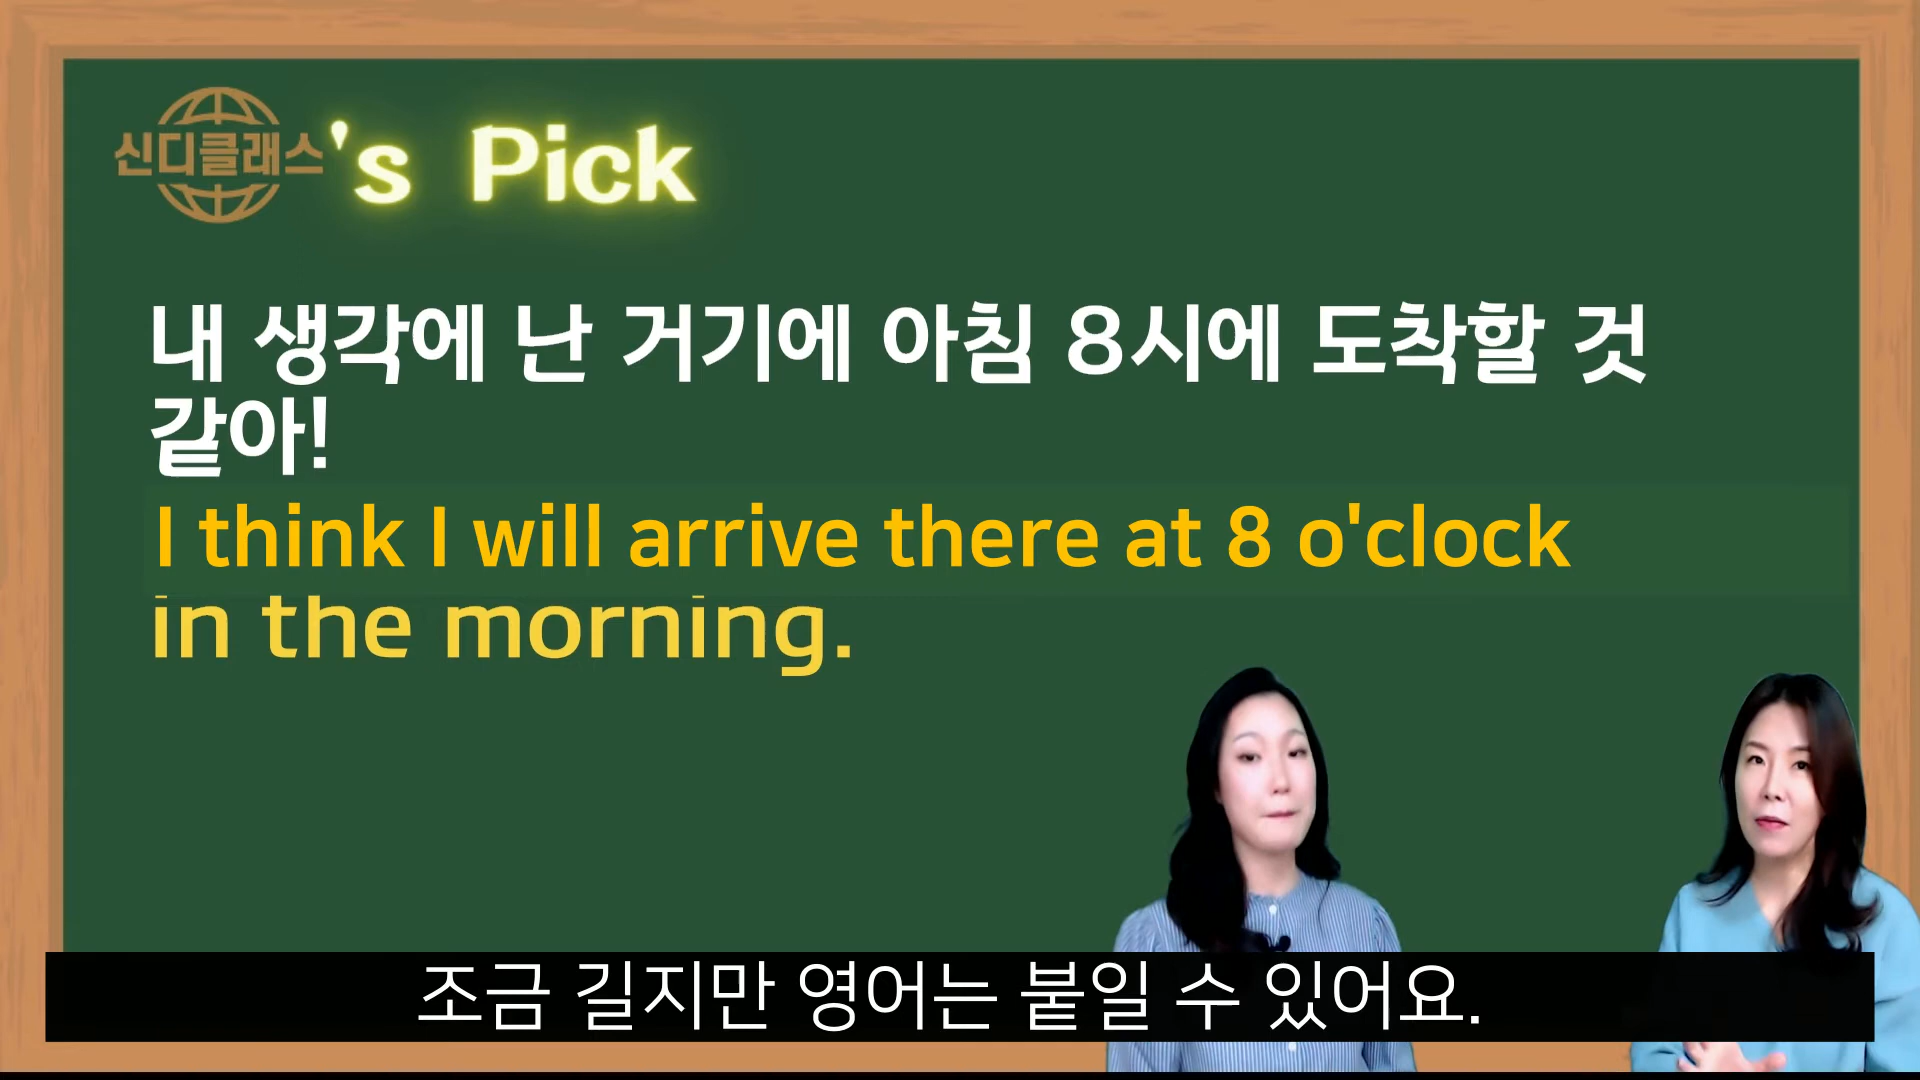 신디클래스's Pick
내 생각에 난 거기에 아침 8시에 도착할 것
같아!
I think I will arrive there at 8 o'clock
in the morning.
조금 길지만 영어는 붙일 수 있어요.